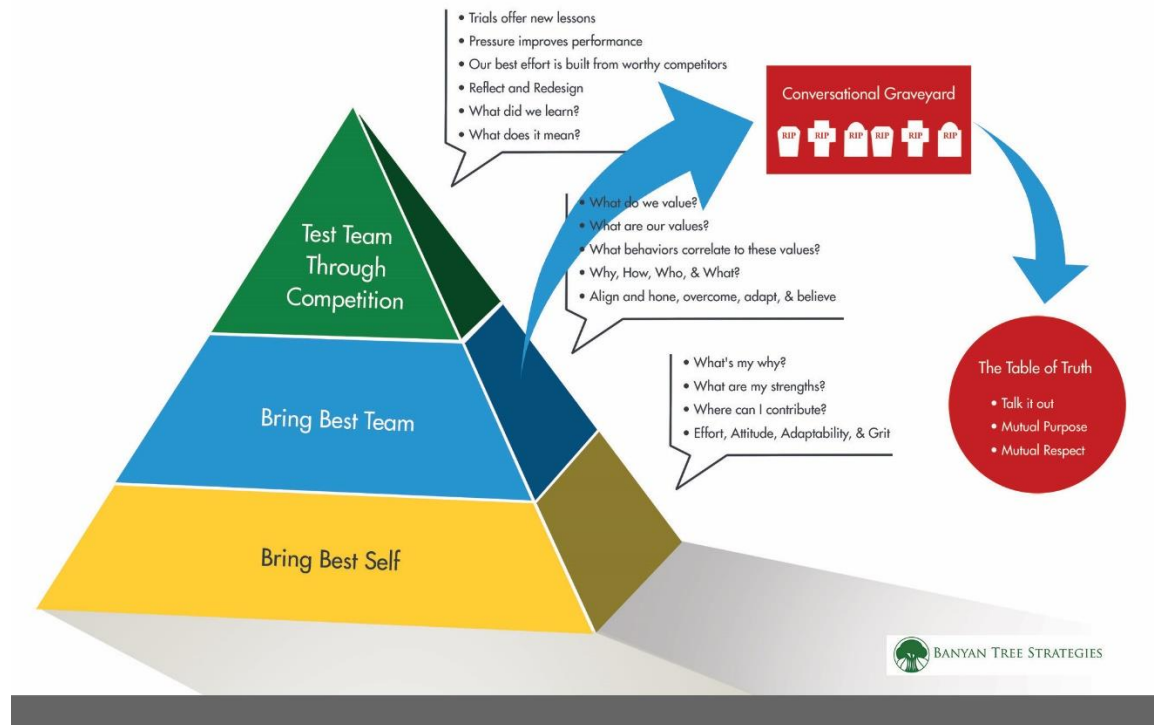 • Trials offer new lessons
• Pressure improves performance
• Our best effort is built from worthy competitors
• Reflect and Redesign
• What did we learn?
• What does it mean?
Conversational Graveyard
RIP RIP RIP RIP RIP RIP
Test Team
Through
Competition
• What do we value?
• What are our values?
• What behaviors correlate to these values?
• Why, How, Who, & What?
• Align and hone, overcome, adapt, & believe
Bring Best Team
• What's my why?
• What are my strengths?
• Where can I contribute?
• Effort, Attitude, Adaptability, & Grit
The Table of Truth
• Talk it out
• Mutual Purpose
• Mutual Respect
Bring Best Self
BANYAN TREE STRATEGIES